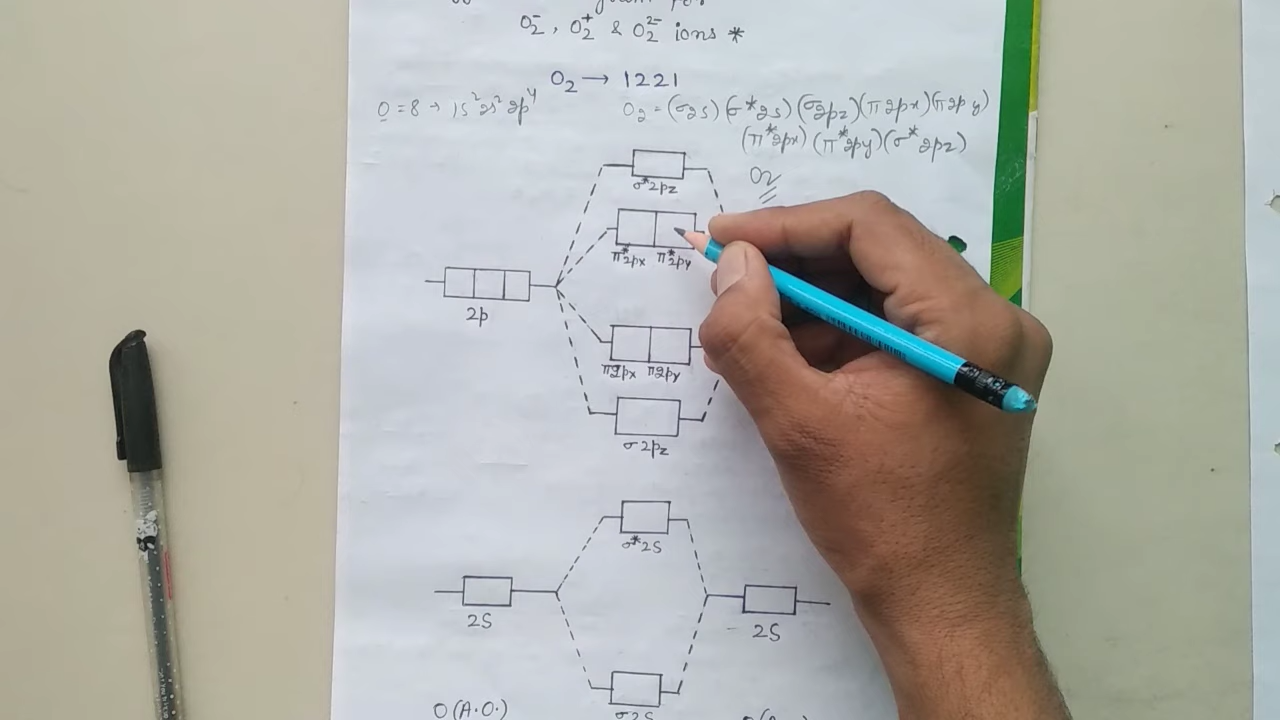 O₂⁻, O₂⁺ & O₂²⁻ ions *
O₂ → 1221
O = 8 → 1s² 2s² 2p⁴
O₂ = (σ2s) (σ*2s) (σ2pz) (π2px) (π2py)
(π*2px) (π*2py) (σ*2pz)
O₂
σ*2pz
π*2px π*2py
2p
π2px π2py
σ2pz
σ*2s
2S
2S
σ2s
O (A.O.)